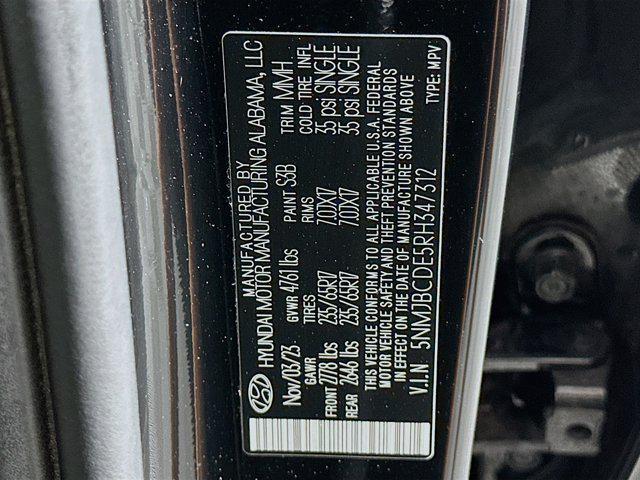 MANUFACTURED BY
HYUNDAI MOTOR MANUFACTURING ALABAMA, LLC
Nov/03/23 GVWR 4761lbs PAINT S3B TRIM MMH
GAWR TIRES RIMS COLD TIRE INFL
FRONT 2778 lbs 235/65R17 7.0JX17 35 psi SINGLE
REAR 2646 lbs 235/65R17 7.0JX17 35 psi SINGLE
THIS VEHICLE CONFORMS TO ALL APPLICABLE U.S.A. FEDERAL
MOTOR VEHICLE SAFETY AND THEFT PREVENTION STANDARDS
IN EFFECT ON THE DATE OF MANUFACTURE SHOWN ABOVE
V.I.N 5NMJBCDE5RH347312 TYPE: MPV